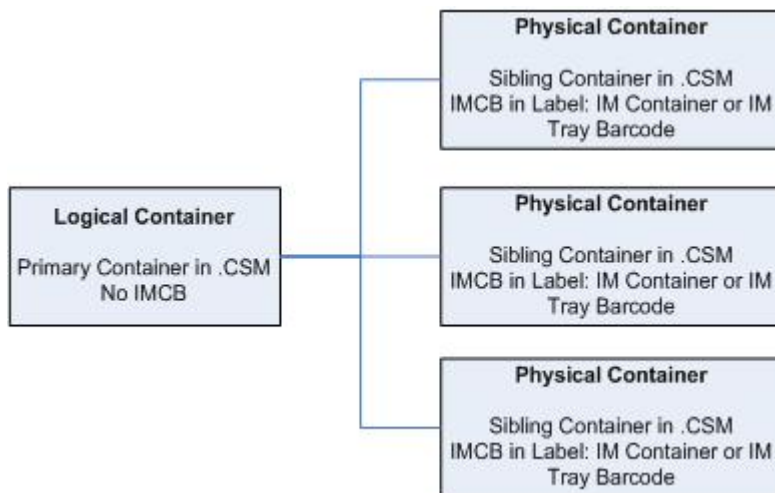 Physical Container
Sibling Container in .CSM
IMCB in Label: IM Container or IM
Tray Barcode
Logical Container
Primary Container in .CSM
No IMCB
Physical Container
Sibling Container in .CSM
IMCB in Label: IM Container or IM
Tray Barcode
Physical Container
Sibling Container in .CSM
IMCB in Label: IM Container or IM
Tray Barcode